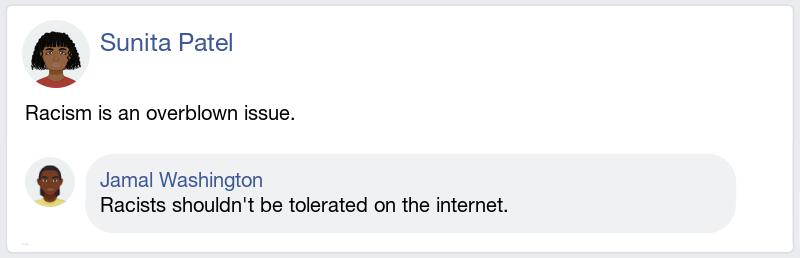 Sunita Patel
Racism is an overblown issue.
Jamal Washington
Racists shouldn't be tolerated on the internet.